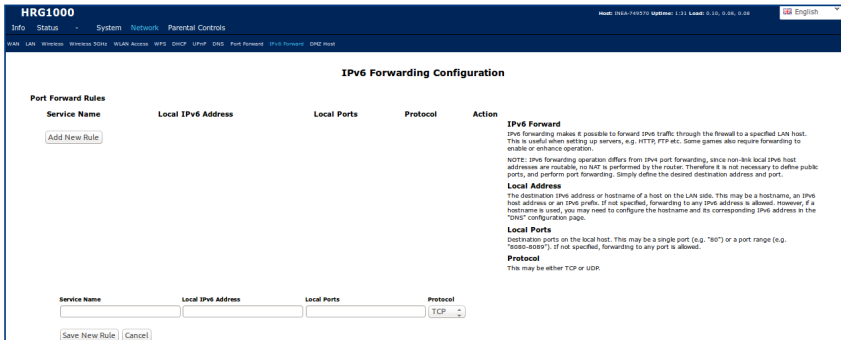 HRG1000
Host: INEA-749570 Uptime: 1:31 Load: 0.10, 0.08, 0.08
English
Info Status - System Network Parental Controls
WAN LAN Wireless Wireless 5GHz WLAN Access WPS DHCP UPnP DNS Port Forward IPv6 Forward DMZ Host
IPv6 Forwarding Configuration
Port Forward Rules
Service Name Local IPv6 Address Local Ports Protocol Action
Add New Rule
IPv6 Forward
IPv6 forwarding makes it possible to forward IPv6 traffic through the firewall to a specified LAN host.
This is useful when setting up servers, e.g. HTTP, FTP etc. Some games also require forwarding to
enable or enhance operation.
NOTE: IPv6 forwarding operation differs from IPv4 port forwarding, since non-link local IPv6 host
addresses are routable, no NAT is performed by the router. Therefore it is not necessary to define public
ports, and perform port forwarding. Simply define the desired destination address and port.
Local Address
The destination IPv6 address or hostname of a host on the LAN side. This may be a hostname, an IPv6
host address or an IPv6 prefix. If not specified, forwarding to any IPv6 address is allowed. However, if a
hostname is used, you may need to configure the hostname and its corresponding IPv6 address in the
"DNS" configuration page.
Local Ports
Destination ports on the local host. This may be a single port (e.g. "80") or a port range (e.g.
"8080-8089"). If not specified, forwarding to any port is allowed.
Protocol
This may be either TCP or UDP.
Service Name Local IPv6 Address Local Ports Protocol
TCP
Save New Rule Cancel